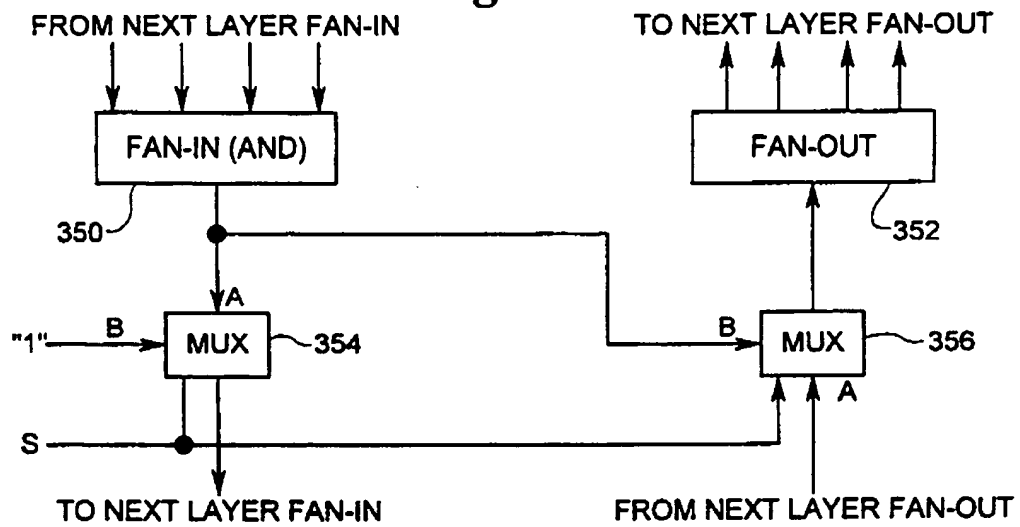 FROM NEXT LAYER FAN-IN
TO NEXT LAYER FAN-OUT
FAN-IN (AND)
FAN-OUT
350
352
A
"1"
B
MUX
354
B
MUX
356
A
S
TO NEXT LAYER FAN-IN
FROM NEXT LAYER FAN-OUT